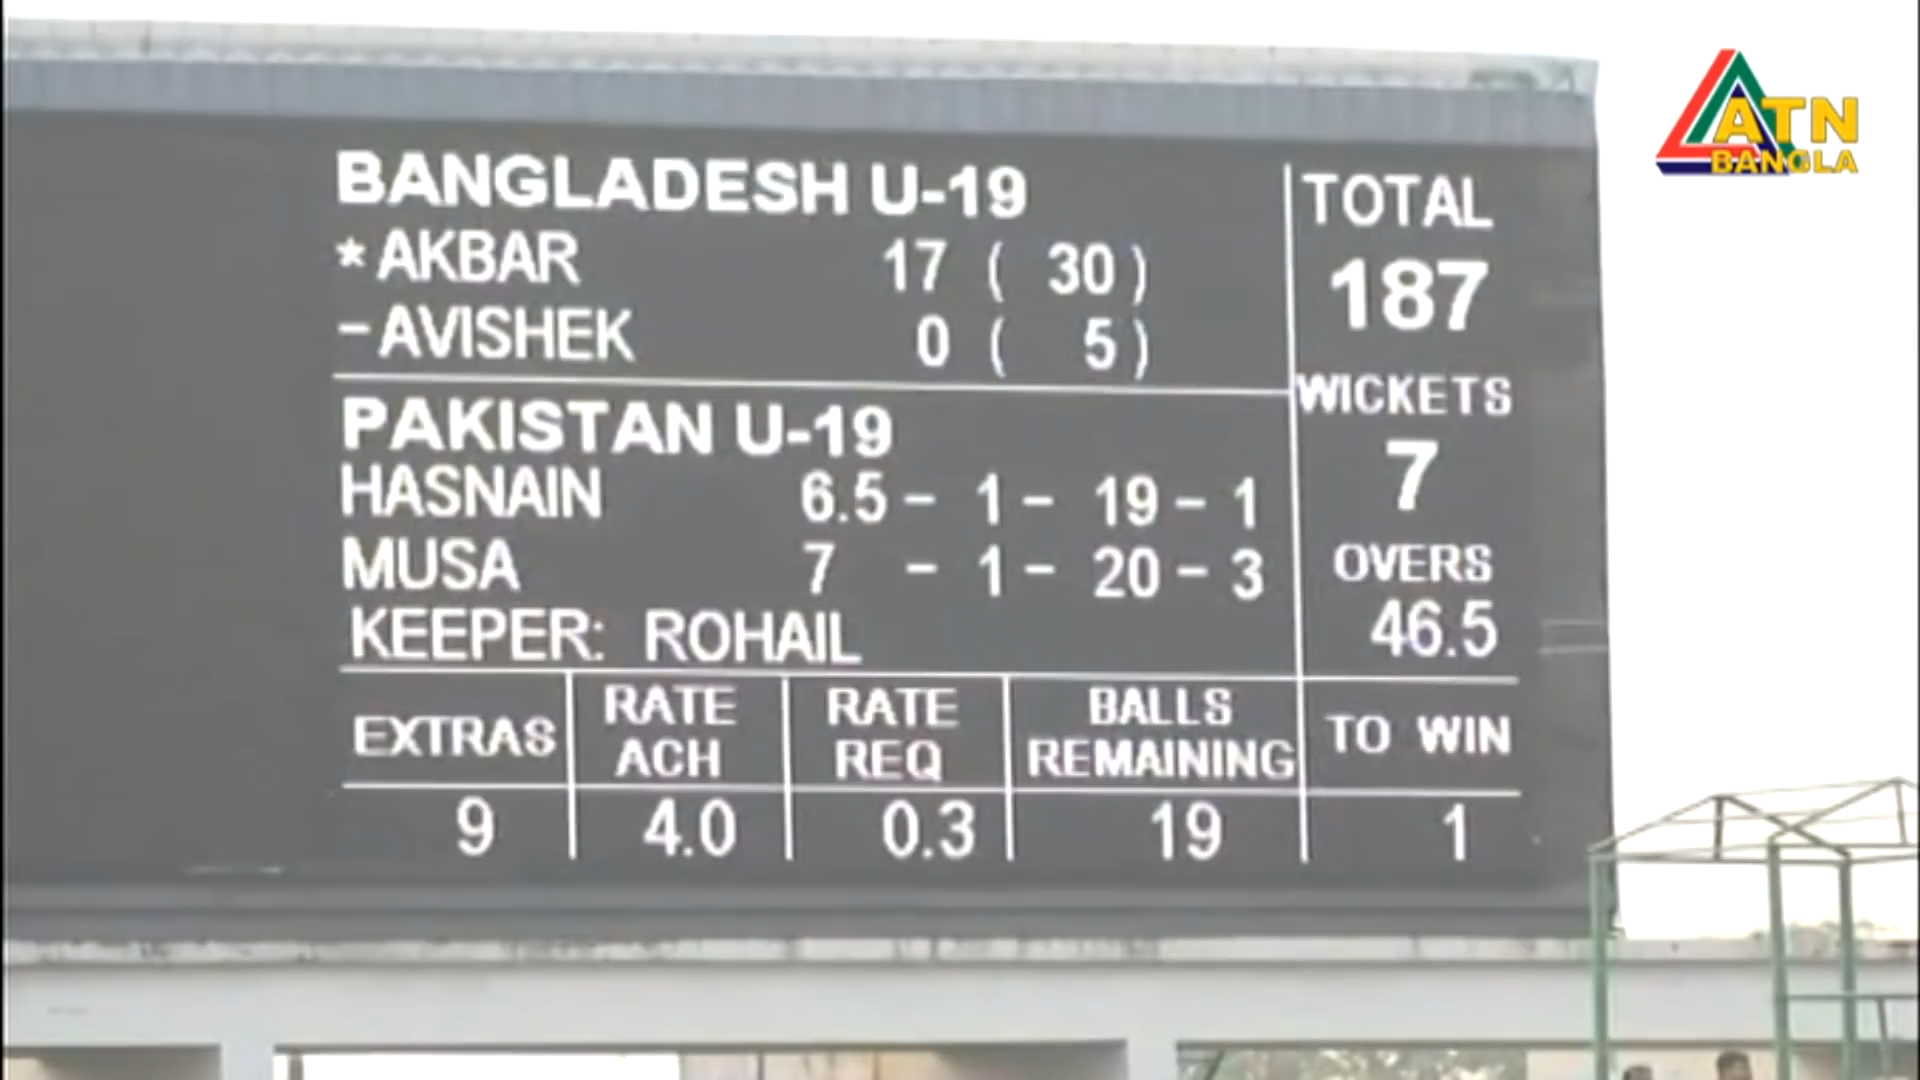 BANGLADESH U-19
* AKBAR 17 ( 30 )
- AVISHEK 0 ( 5 )
PAKISTAN U-19
HASNAIN 6.5 - 1 - 19 - 1
MUSA 7 - 1 - 20 - 3
KEEPER: ROHAIL
TOTAL
187
WICKETS
7
OVERS
46.5
EXTRAS
9
RATE
ACH
4.0
RATE
REQ
0.3
BALLS
REMAINING
19
TO WIN
1
ATN
BANGLA